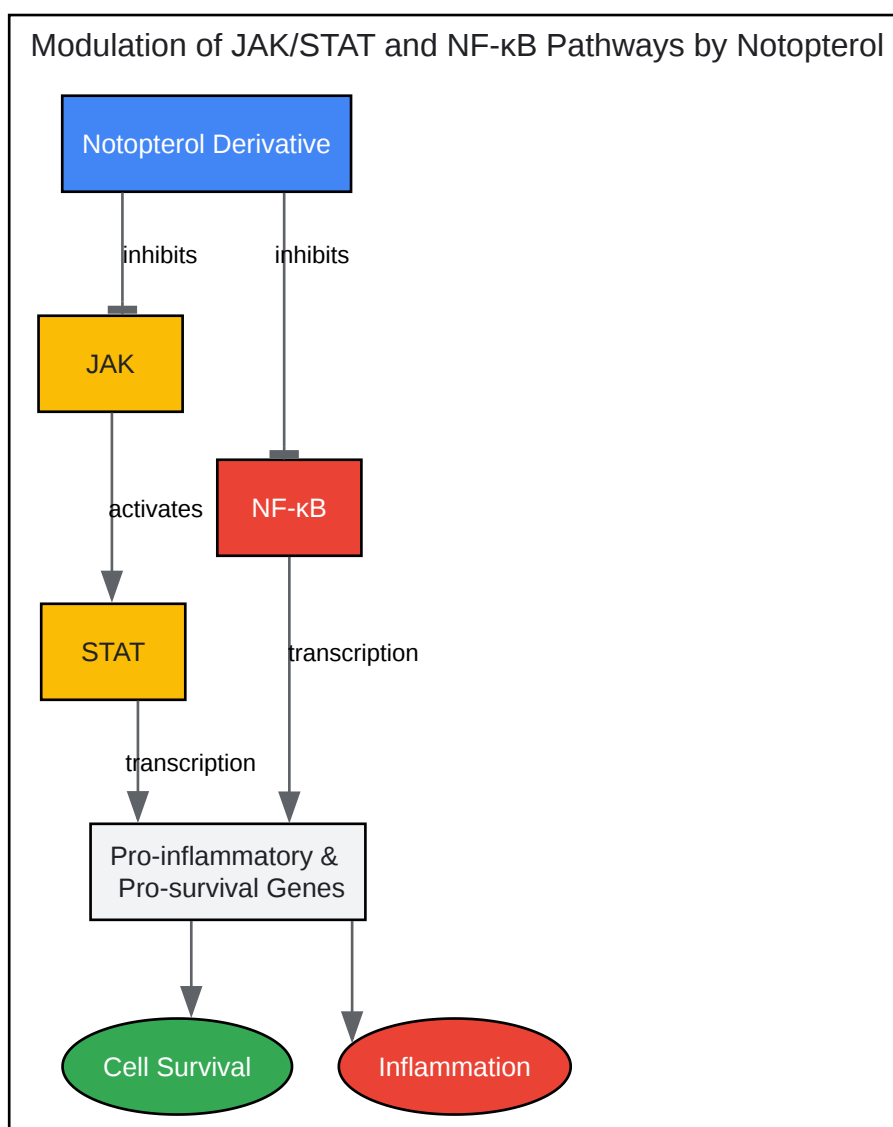 Modulation of JAK/STAT and NF-κB Pathways by Notopterol
Notopterol Derivative
inhibits
inhibits
JAK
activates
NF-κB
STAT
transcription
transcription
Pro-inflammatory &
Pro-survival Genes
Cell Survival
Inflammation